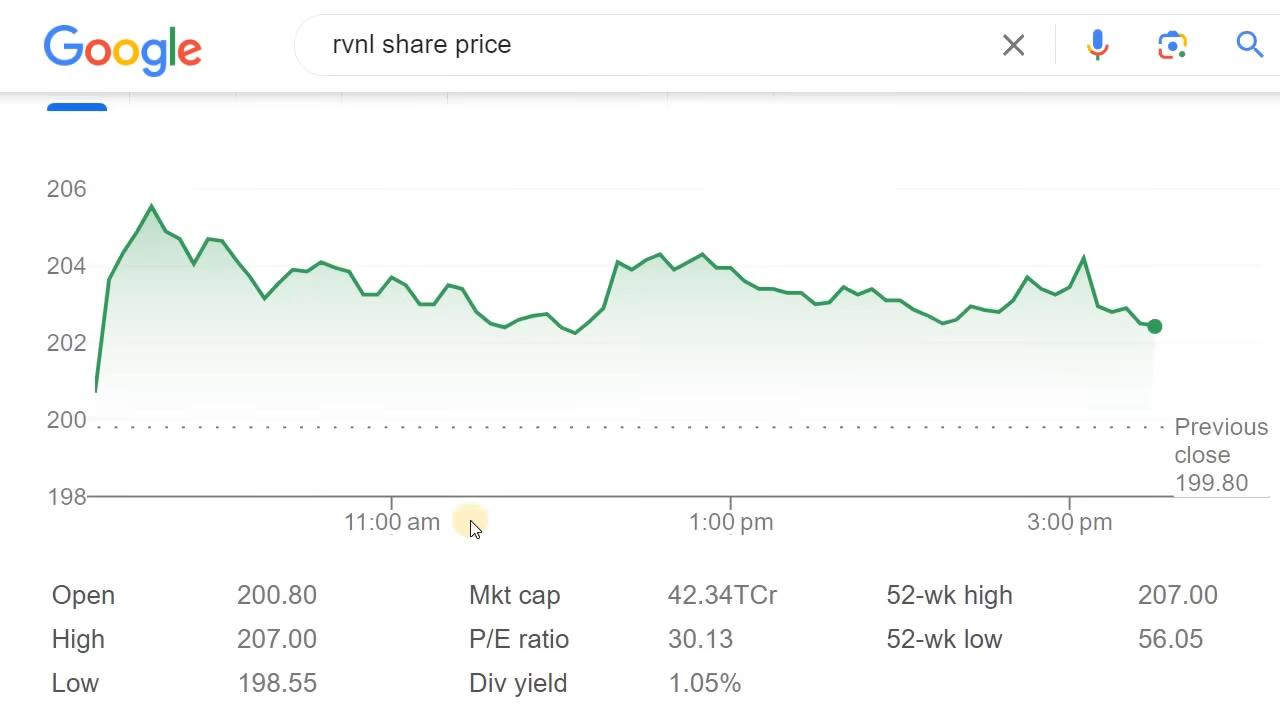 Google
rvnl share price
206
204
202
200
198
Previous
close
199.80
11:00 am 1:00 pm 3:00 pm
Open 200.80 Mkt cap 42.34TCr 52-wk high 207.00
High 207.00 P/E ratio 30.13 52-wk low 56.05
Low 198.55 Div yield 1.05%